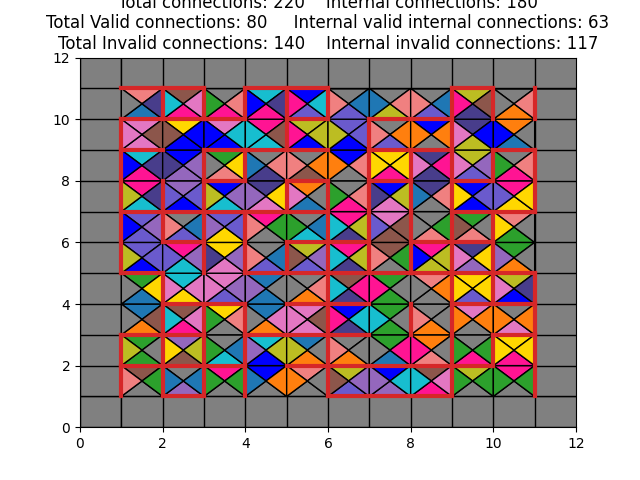 Total connections: 220    Internal connections: 180
Total Valid connections: 80    Internal valid internal connections: 63
Total Invalid connections: 140    Internal invalid connections: 117
12
10
8
6
4
2
0
0 2 4 6 8 10 12